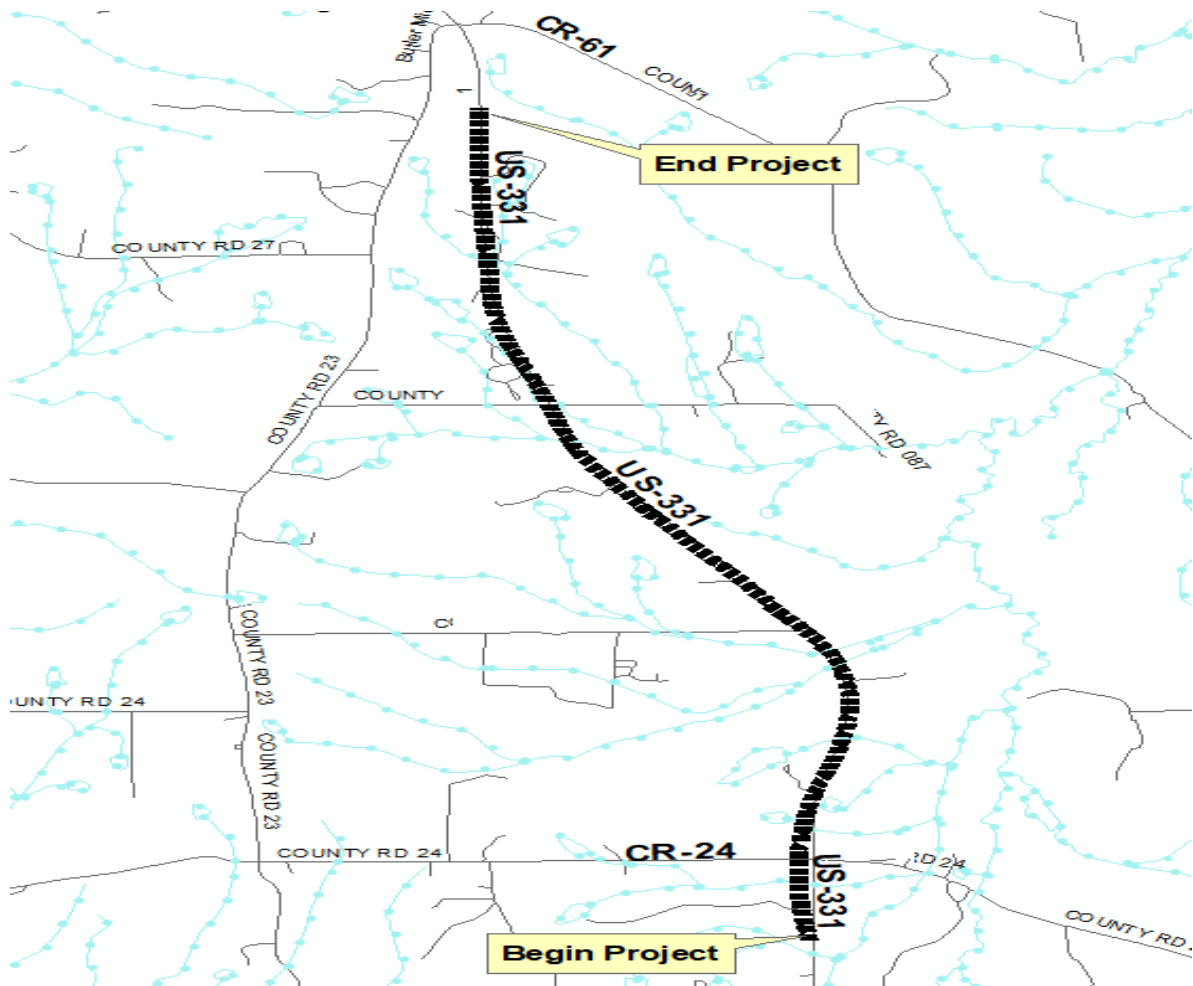 CR-61
Butler Mi
COUNT
1
End Project
US-331
COUNTY RD 27
COUNTY RD 23
COUNTY
TY RD 087
US-331
COUNTY RD 23
UNTY RD 24
COUNTY RD 23
COUNTY RD 24
CR-24
RD 24
US-331
COUNTY RD
Begin Project